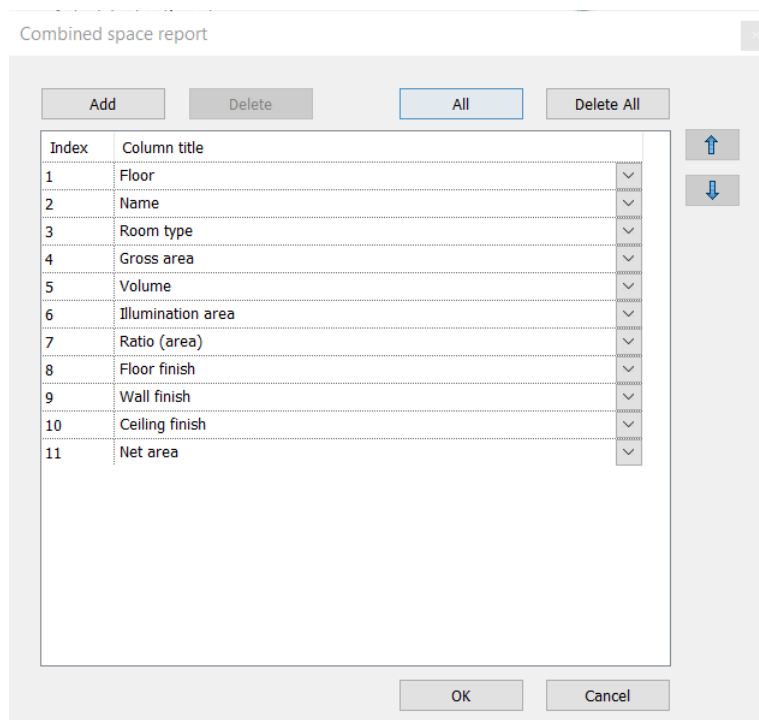 Combined space report
Add Delete All Delete All
Index Column title
1 Floor
2 Name
3 Room type
4 Gross area
5 Volume
6 Illumination area
7 Ratio (area)
8 Floor finish
9 Wall finish
10 Ceiling finish
11 Net area
OK Cancel